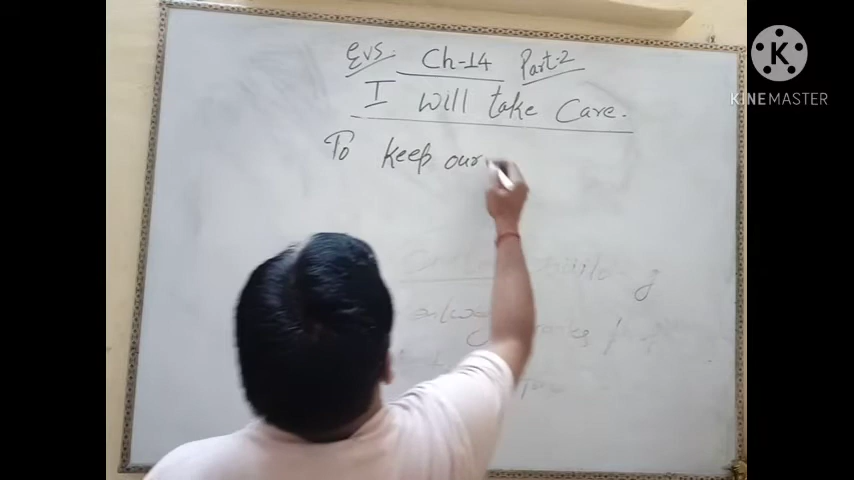 Evs. Ch-14 Part-2
I will take Care.
To keep our
KINEMASTER